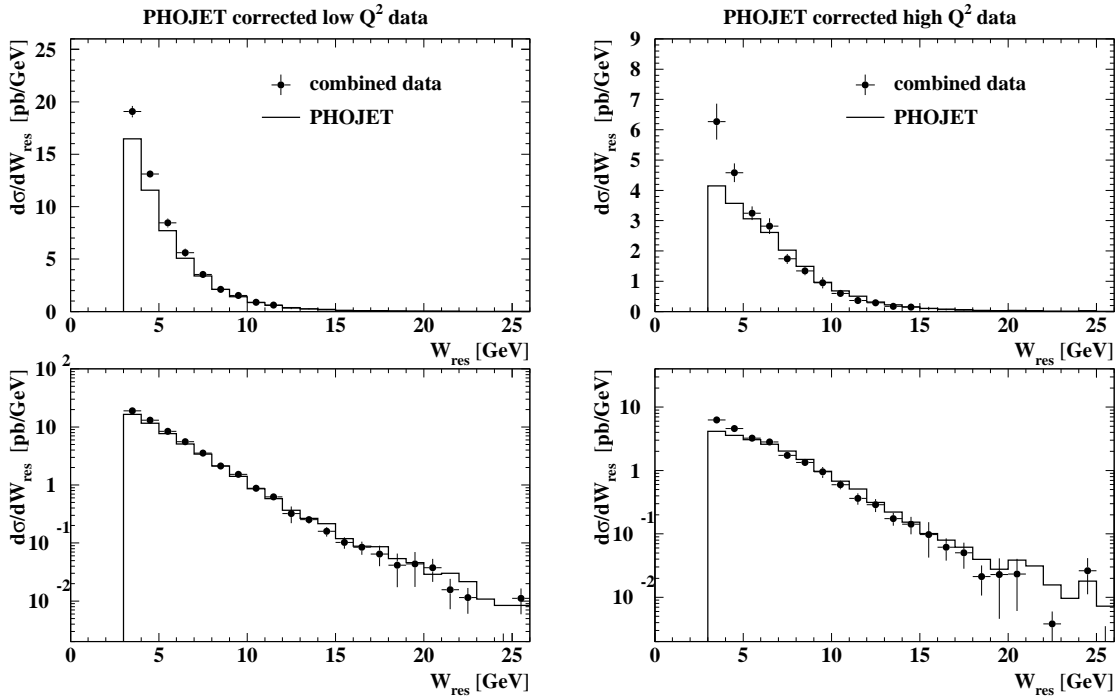 PHOJET corrected low Q² data
PHOJET corrected high Q² data
dσ/dW_res [pb/GeV]
25
20
15
10
5
0
combined data
PHOJET
0 5 10 15 20 25
W_res [GeV]
dσ/dW_res [pb/GeV]
9
8
7
6
5
4
3
2
1
0
combined data
PHOJET
0 5 10 15 20 25
W_res [GeV]
dσ/dW_res [pb/GeV]
10 ²
10
1
10 ⁻¹
10 ⁻²
0 5 10 15 20 25
W_res [GeV]
dσ/dW_res [pb/GeV]
10
1
10 ⁻¹
10 ⁻²
0 5 10 15 20 25
W_res [GeV]